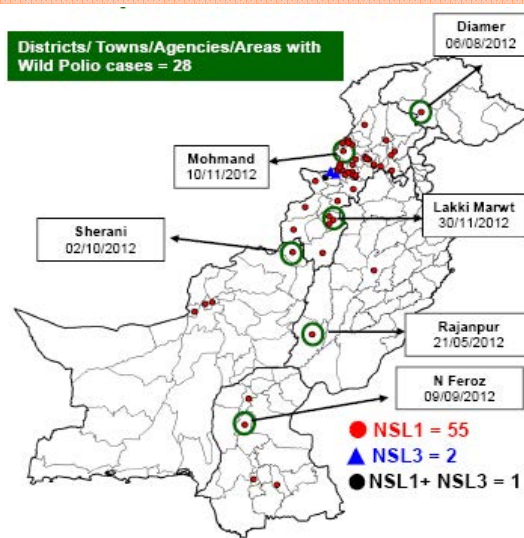 Diamer
06/08/2012
Districts/ Towns/Agencies/Areas with
Wild Polio cases = 28
Mohmand
10/11/2012
Lakki Marwt
30/11/2012
Sherani
02/10/2012
Rajanpur
21/05/2012
N Feroz
09/09/2012
NSL1 = 55
NSL3 = 2
NSL1+ NSL3 = 1